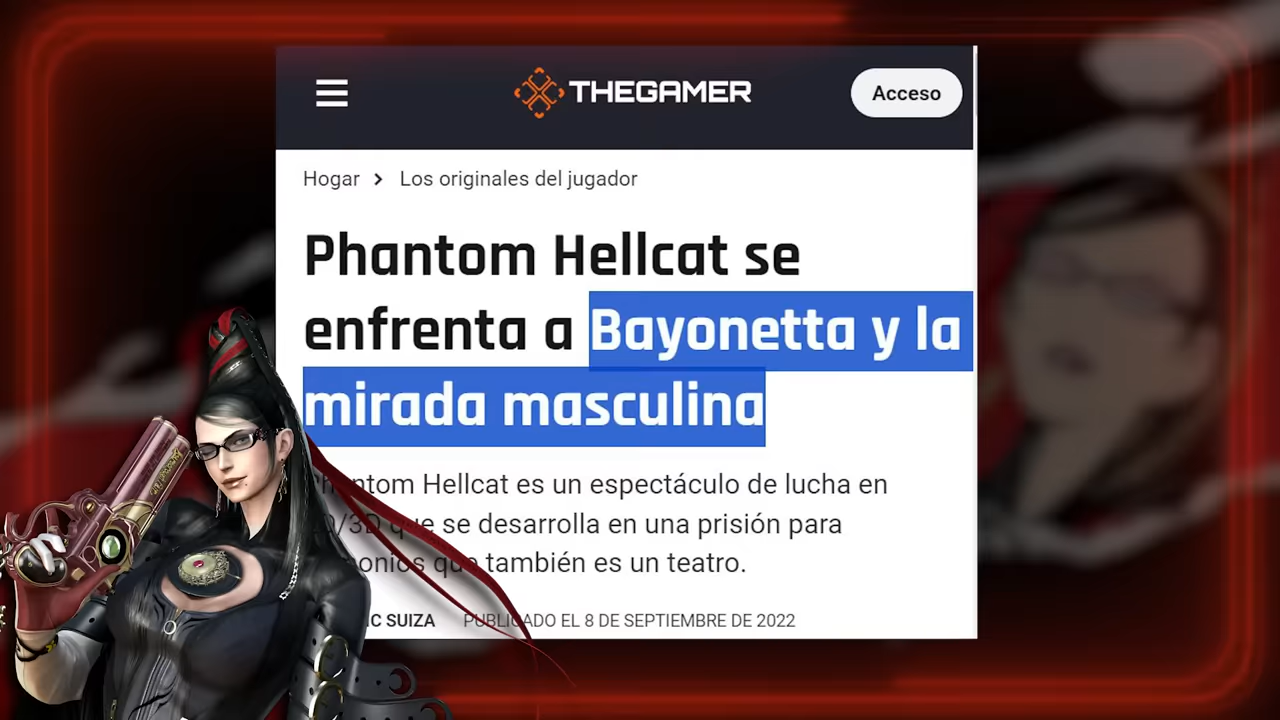 THEGAMER
Acceso
Hogar > Los originales del jugador
Phantom Hellcat se
enfrenta a Bayonetta y la
mirada masculina
Phantom Hellcat es un espectáculo de lucha en
que se desarrolla en una prisión para
que también es un teatro.
SUIZA PUBLICADO EL 8 DE SEPTIEMBRE DE 2022